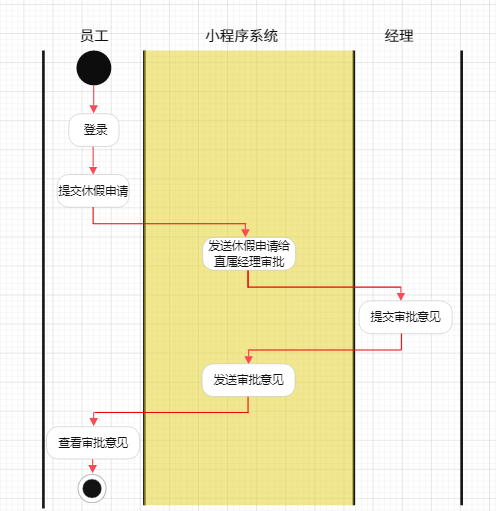 员工
小程序系统
经理
登录
提交休假申请
发送休假申请给
直属经理审批
提交审批意见
发送审批意见
查看审批意见